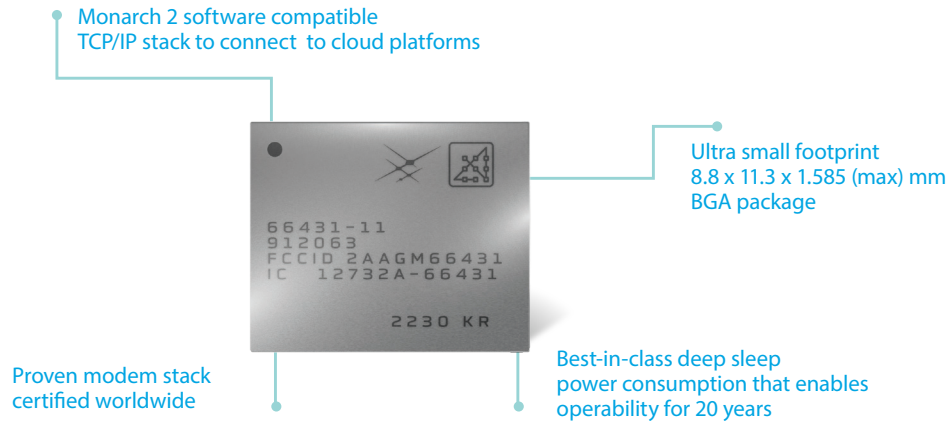 Monarch 2 software compatible
TCP/IP stack to connect to cloud platforms
Ultra small footprint
8.8 x 11.3 x 1.585 (max) mm
BGA package
66431-11
912063
FCCID 2AAGM66431
IC 12732A-66431
2230 KR
Proven modem stack
certified worldwide
Best-in-class deep sleep
power consumption that enables
operability for 20 years